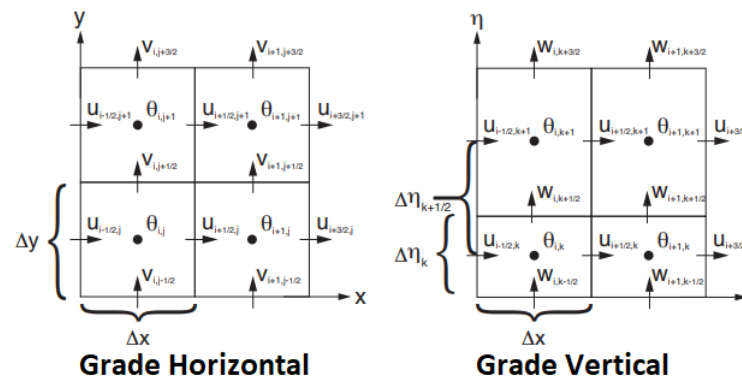 y
v_{i,j+3/2} v_{i+1,j+3/2}
u_{i-1/2,j+1} θ_{i,j+1} u_{i+1/2,j+1} θ_{i+1,j+1} u_{i+3/2,j+1}
v_{i,j+1/2} v_{i+1,j+1/2}
Δy
u_{i-1/2,j} θ_{i,j} u_{i+1/2,j} θ_{i+1,j} u_{i+3/2,j}
v_{i,j-1/2} v_{i+1,j-1/2}
x
Δx
Grade Horizontal
η
w_{i,k+3/2} w_{i+1,k+3/2}
u_{i-1/2,k+1} θ_{i,k+1} u_{i+1/2,k+1} θ_{i+1,k+1} u_{i+3/
w_{i,k+1/2} w_{i+1,k+1/2}
Δη_{k+1/2}
u_{i-1/2,k} θ_{i,k} u_{i+1/2,k} θ_{i+1,k} u_{i+3/
Δη_k
w_{i,k-1/2} w_{i+1,k-1/2}
Δx
Grade Vertical